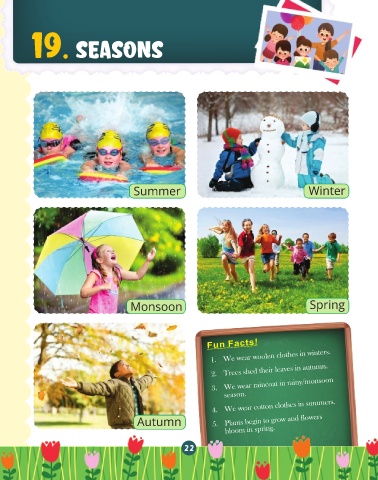 19. SEASONS
Summer
Winter
Monsoon
Spring
Autumn
Fun Facts!
1. We wear woolen clothes in winters.
2. Trees shed their leaves in autumn.
3. We wear raincoat in rainy/monsoon
season.
4. We wear cotton clothes in summers.
5. Plants begin to grow and flowers
bloom in spring.
22